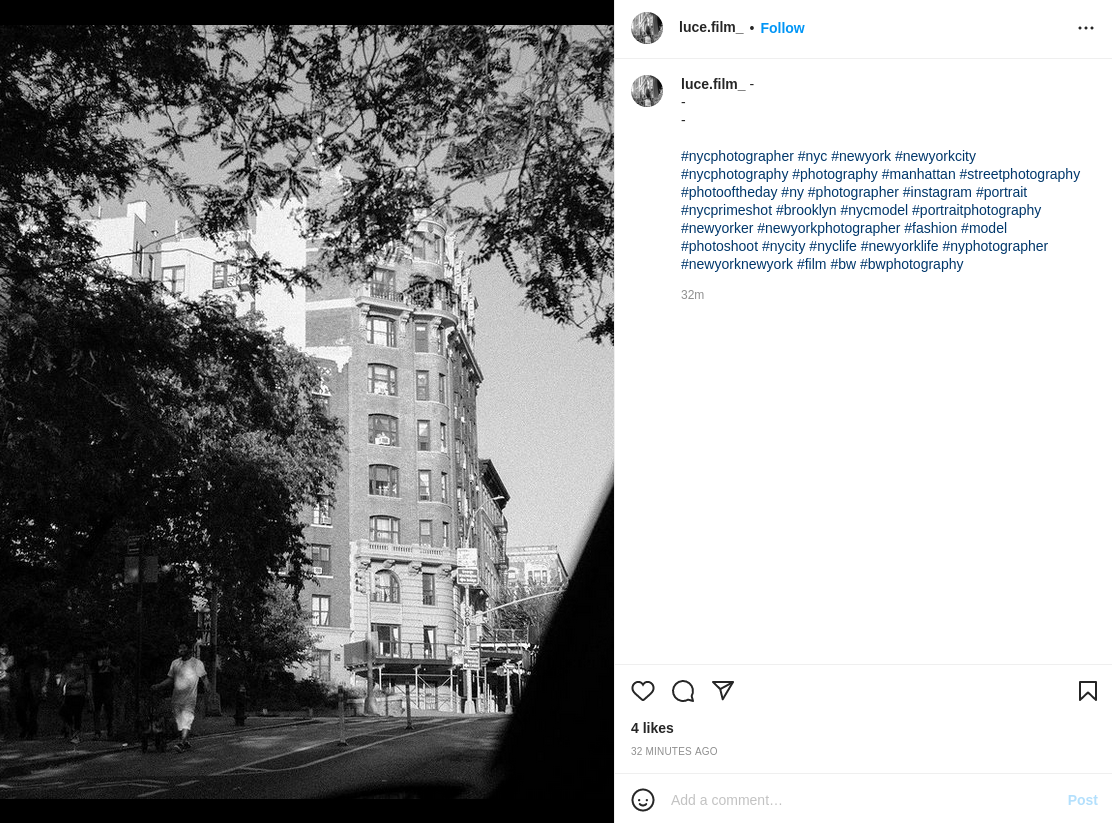 luce.film_ • Follow
luce.film_ -
-
-
#nycphotographer #nyc #newyork #newyorkcity
#nycphotography #photography #manhattan #streetphotography
#photooftheday #ny #photographer #instagram #portrait
#nycprimeshot #brooklyn #nycmodel #portraitphotography
#newyorker #newyorkphotographer #fashion #model
#photoshoot #nycity #nyclife #newyorklife #nyphotographer
#newyorknewyork #film #bw #bwphotography
32m
4 likes
32 MINUTES AGO
Add a comment…
Post